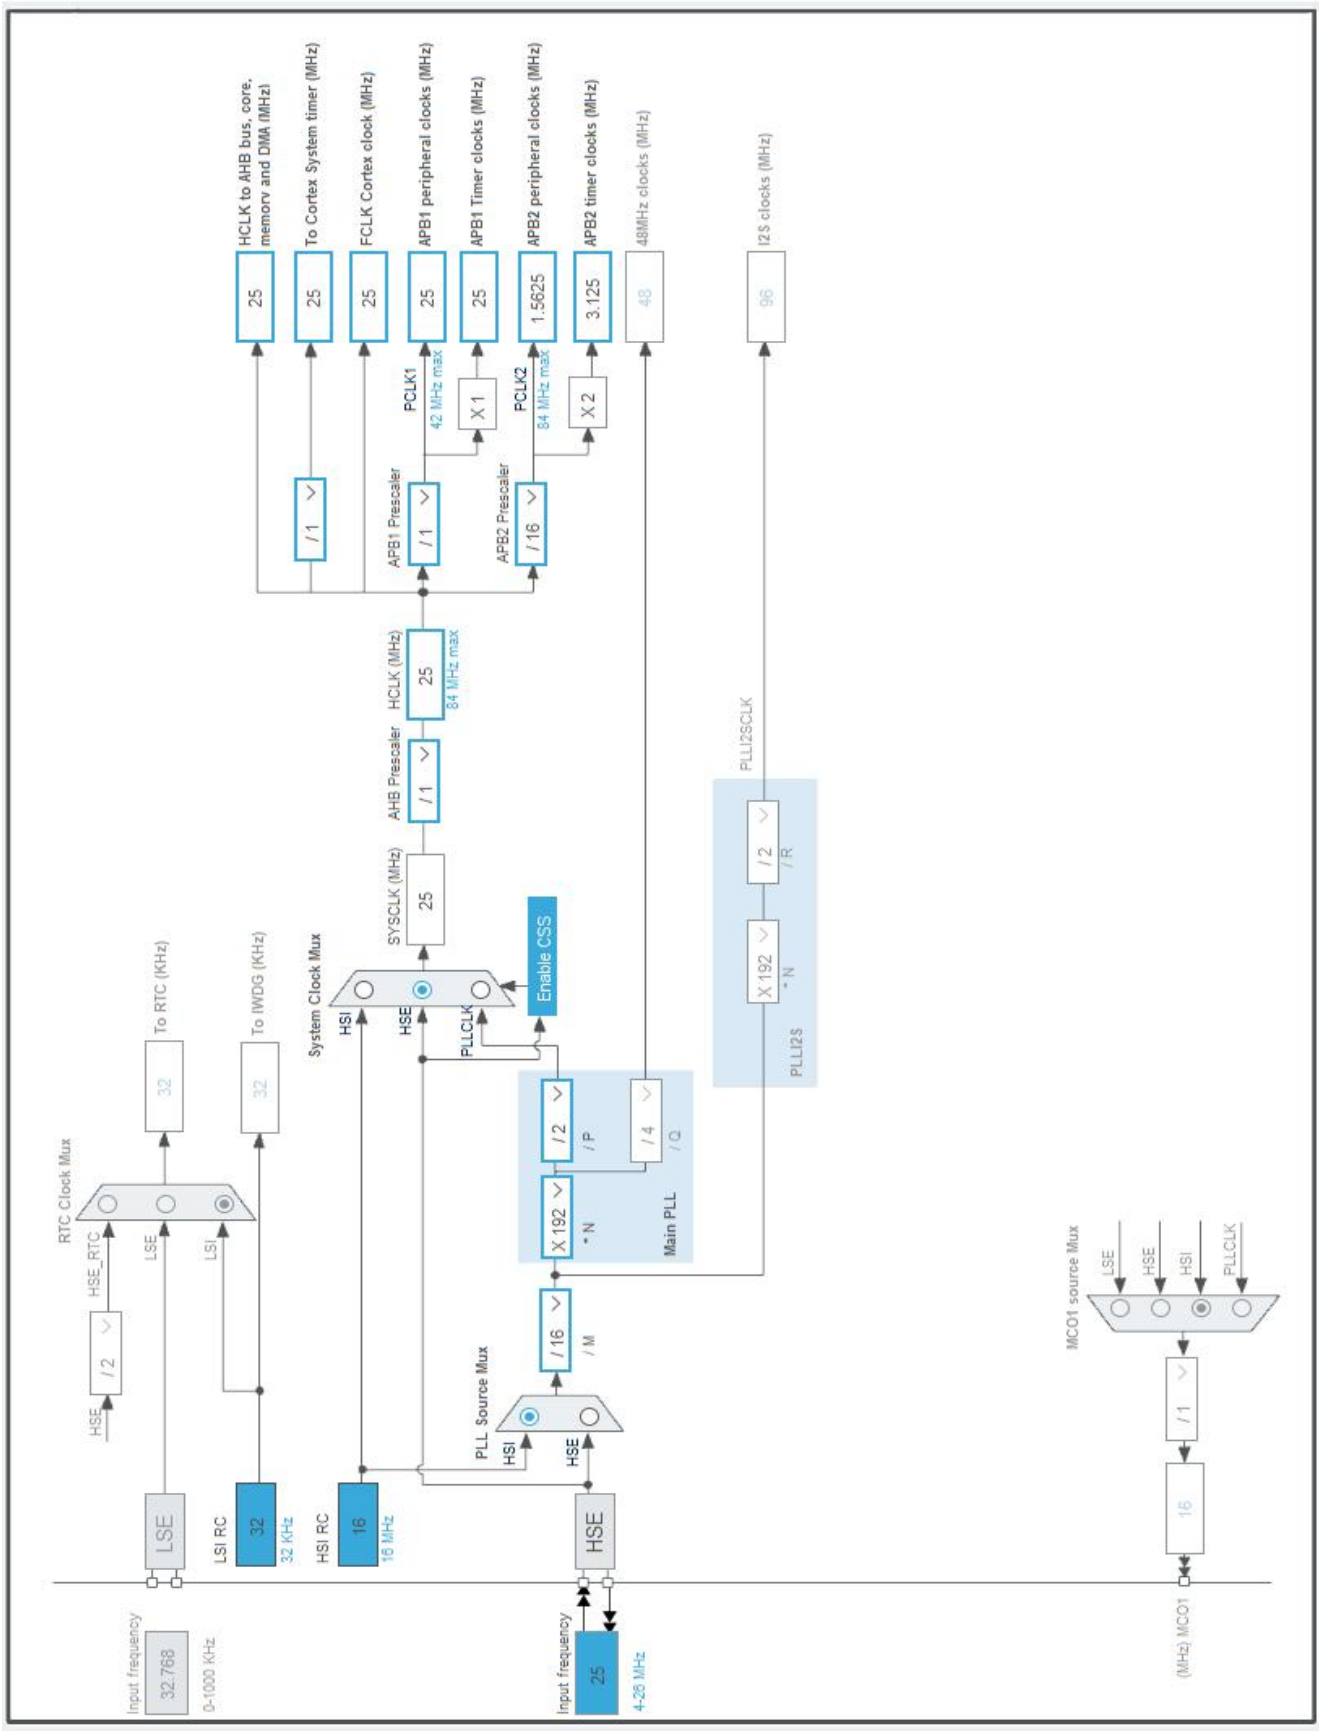 RTC Clock Mux
HSE
/ 2
HSE_RTC
Input frequency
32.768
0-1000 KHz
LSE
LSE
32
To RTC (KHz)
LSI RC
32
32 KHz
LSI
32
To IWDG (KHz)
HSI RC
16
16 MHz
System Clock Mux
HSI
HSE
PLLCLK
Enable CSS
SYSCLK (MHz)
25
AHB Prescaler
/ 1
HCLK (MHz)
25
84 MHz max
25
HCLK to AHB bus, core,
memory and DMA (MHz)
/ 1
25
To Cortex System timer (MHz)
25
FCLK Cortex clock (MHz)
APB1 Prescaler
/ 1
PCLK1
42 MHz max
25
APB1 peripheral clocks (MHz)
X 1
25
APB1 Timer clocks (MHz)
APB2 Prescaler
/ 16
PCLK2
84 MHz max
1.5625
APB2 peripheral clocks (MHz)
X 2
3.125
APB2 timer clocks (MHz)
PLL Source Mux
HSI
HSE
Input frequency
25
4-26 MHz
HSE
/ 16
/ M
X 192
* N
/ 2
/ P
/ 4
/ Q
Main PLL
48
48MHz clocks (MHz)
X 192
* N
/ 2
/ R
PLLI2S
PLLI2SCLK
96
I2S clocks (MHz)
MCO1 source Mux
LSE
HSE
HSI
PLLCLK
/ 1
16
(MHz) MCO1